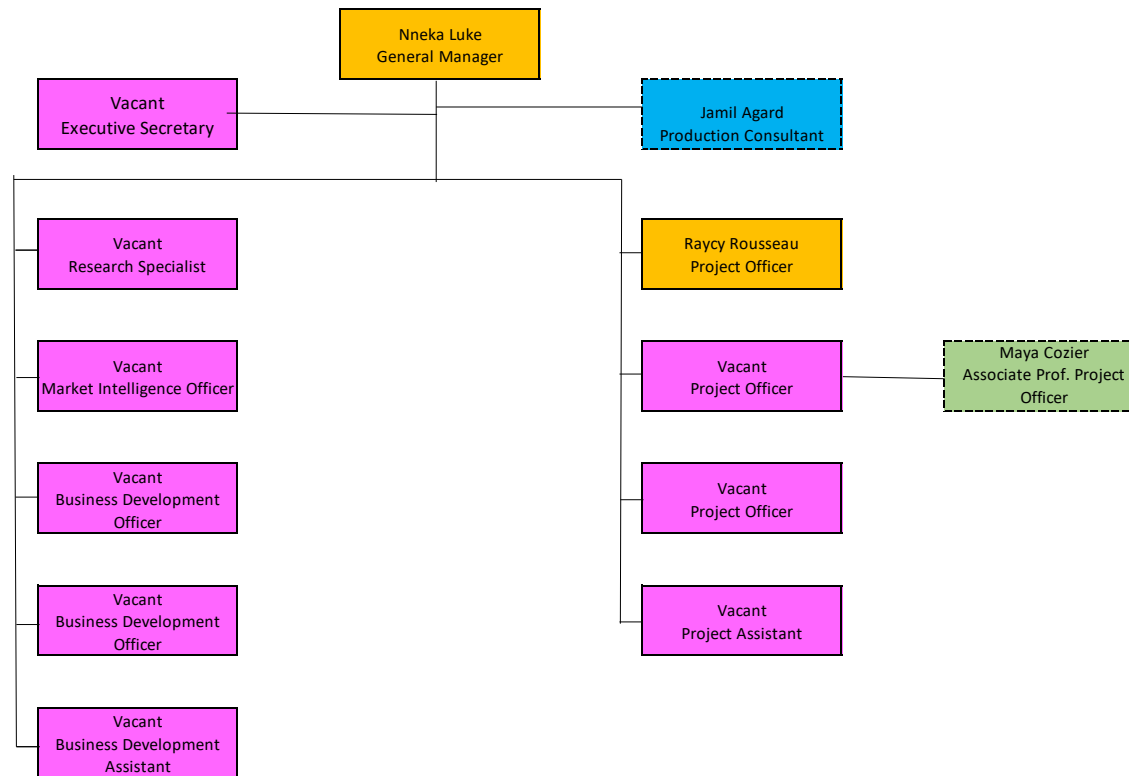 Nneka Luke
General Manager
Vacant
Executive Secretary
Jamil Agard
Production Consultant
Vacant
Research Specialist
Raycy Rousseau
Project Officer
Vacant
Market Intelligence Officer
Vacant
Project Officer
Maya Cozier
Associate Prof. Project
Officer
Vacant
Business Development
Officer
Vacant
Project Officer
Vacant
Business Development
Officer
Vacant
Project Assistant
Vacant
Business Development
Assistant